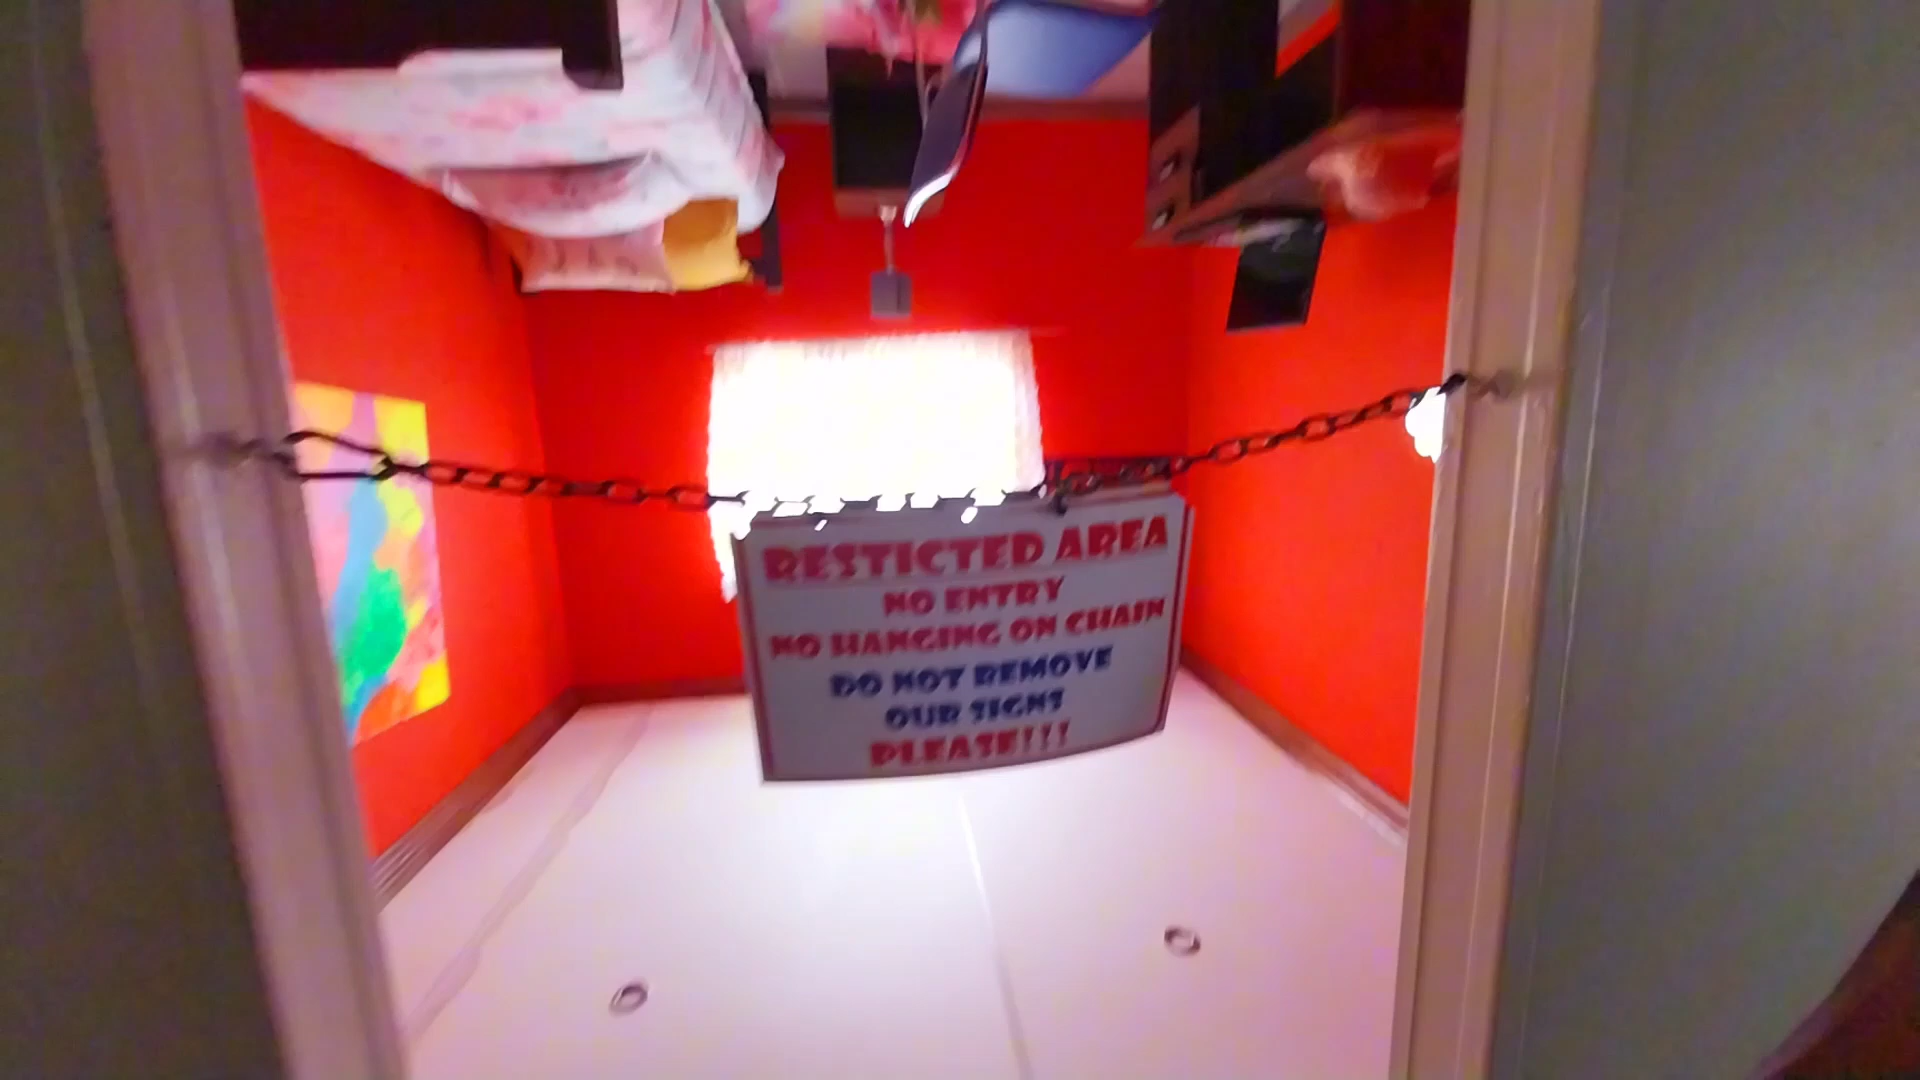 RESTICTED AREA
NO ENTRY
NO HANGING ON CHAIN
DO NOT REMOVE
OUR SIGNS
PLEASE!!!